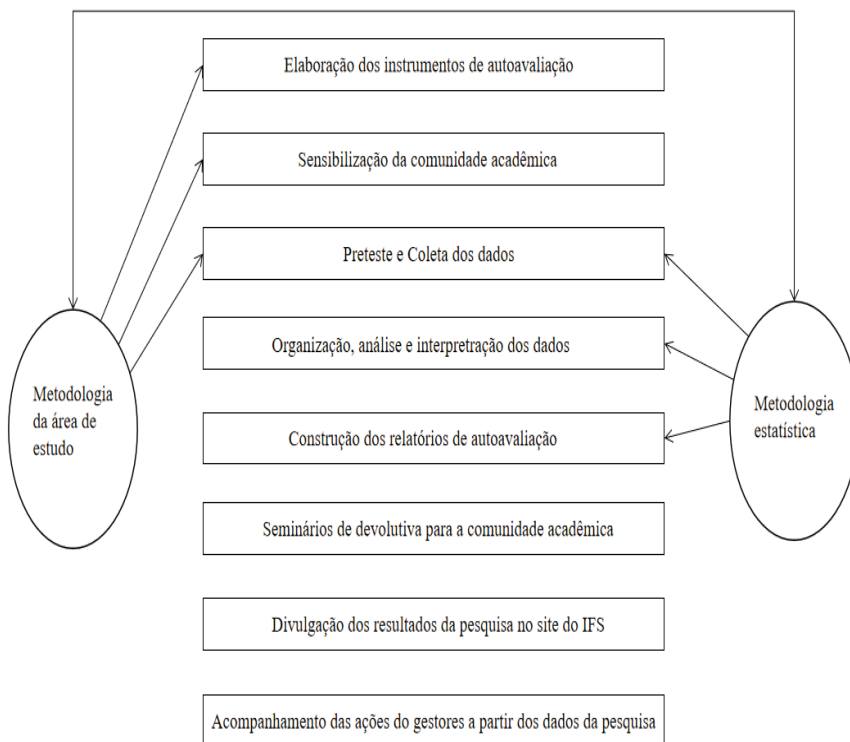 Elaboração dos instrumentos de autoavaliação
Sensibilização da comunidade acadêmica
Preteste e Coleta dos dados
Organização, análise e interpretação dos dados
Construção dos relatórios de autoavaliação
Seminários de devolutiva para a comunidade acadêmica
Divulgação dos resultados da pesquisa no site do IFS
Acompanhamento das ações do gestores a partir dos dados da pesquisa
Metodologia
da área de
estudo
Metodologia
estatística